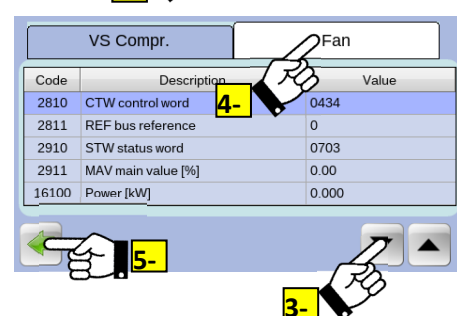 VS Compr. Fan
Code Description Value
2810 CTW control word 0434
4-
2811 REF bus reference 0
2910 STW status word 0703
2911 MAV main value [%] 0.00
16100 Power [kW] 0.000
5-
3-